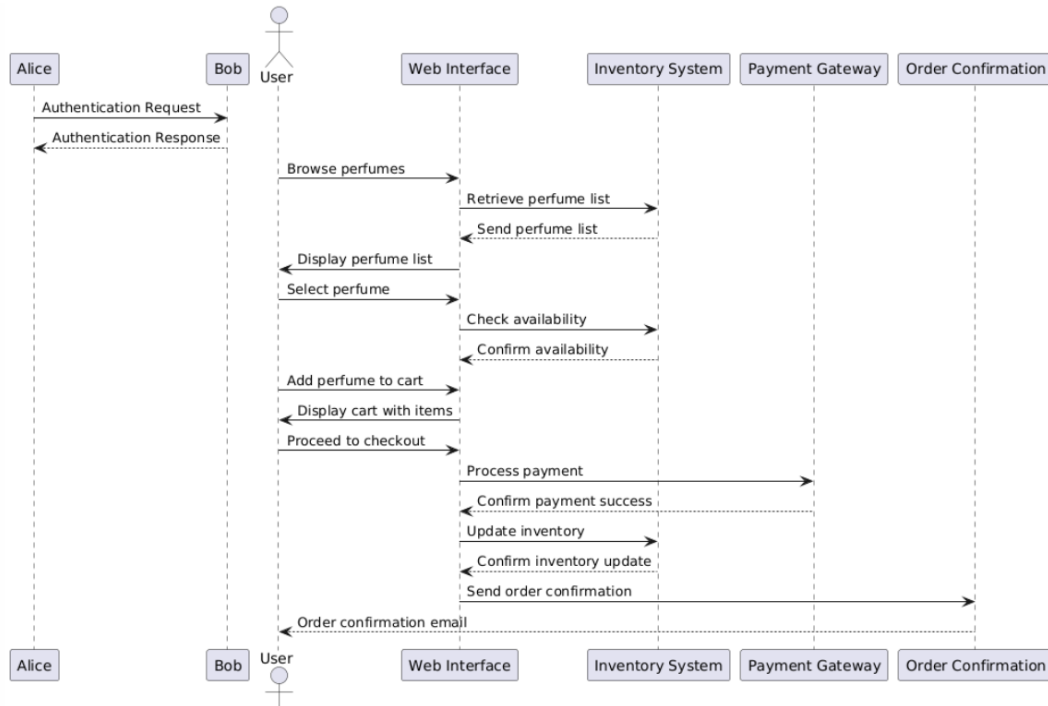 Alice
Bob
User
Web Interface
Inventory System
Payment Gateway
Order Confirmation
Authentication Request
Authentication Response
Browse perfumes
Retrieve perfume list
Send perfume list
Display perfume list
Select perfume
Check availability
Confirm availability
Add perfume to cart
Display cart with items
Proceed to checkout
Process payment
Confirm payment success
Update inventory
Confirm inventory update
Send order confirmation
Order confirmation email
Alice
Bob
User
Web Interface
Inventory System
Payment Gateway
Order Confirmation